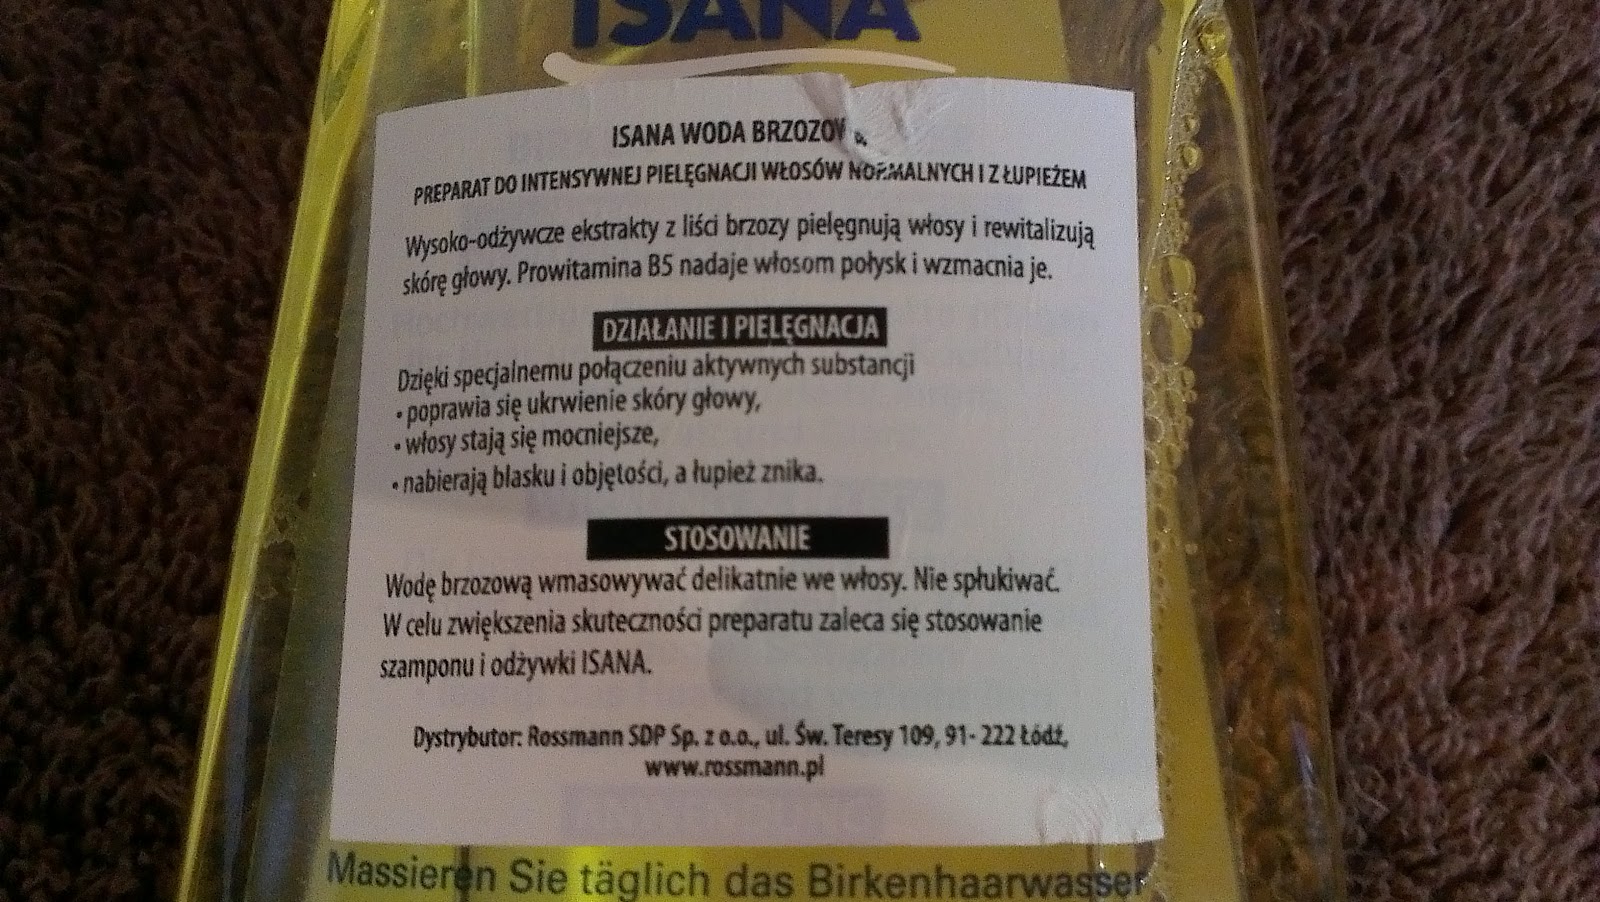 ISANA
ISANA WODA
PREPARAT DO INTENSYWNEJ PIELĘGNACJI WŁOSÓW NORMALNYCH I Z ŁUPIEŻEM
Wysoko-odżywcze ekstrakty z liści brzozy pielęgnują włosy i rewitalizują
skórę głowy. Prowitamina B5 nadaje włosom połysk i wzmacnia je.
DZIAŁANIE I PIELĘGNACJA
Dzięki specjalnemu połączeniu aktywnych substancji
• poprawia się ukrwienie skóry głowy,
• włosy stają się mocniejsze,
• nabierają blasku i objętości, a łupież znika.
STOSOWANIE
Wodę brzozową wmasowywać delikatnie we włosy. Nie spłukiwać.
W celu zwiększenia skuteczności preparatu zaleca się stosowanie
szamponu i odżywki ISANA.
Dystrybutor: Rossmann SDP Sp. z o.o., ul. Św. Teresy 109, 91- 222 Łódź,
www.rossmann.pl
Massieren Sie täglich das Birkenhaarwasser